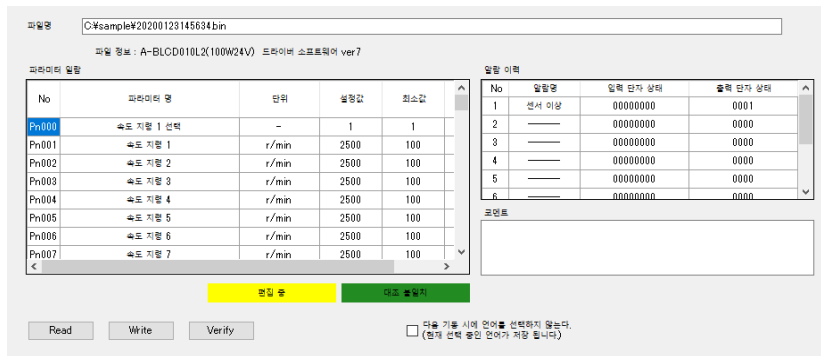 파일명 C:¥sample¥20200123145634.bin
파일 정보 : A-BLCD010L2(100W24V) 드라이버 소프트웨어 ver7
파라미터 일람
No 파라미터 명 단위 설정값 최소값
Pn000 속도 지령 1 선택 - 1 1
Pn001 속도 지령 1 r/min 2500 100
Pn002 속도 지령 2 r/min 2500 100
Pn003 속도 지령 3 r/min 2500 100
Pn004 속도 지령 4 r/min 2500 100
Pn005 속도 지령 5 r/min 2500 100
Pn006 속도 지령 6 r/min 2500 100
Pn007 속도 지령 7 r/min 2500 100
알람 이력
No 알람명 입력 단자 상태 출력 단자 상태
1 센서 이상 00000000 0001
2 ――― 00000000 0000
3 ――― 00000000 0000
4 ――― 00000000 0000
5 ――― 00000000 0000
6 ――― 00000000 0000
코멘트
편집 중
대조 불일치
Read
Write
Verify
다음 기동 시에 언어를 선택하지 않는다.
(현재 선택 중인 언어가 저장 됩니다.)